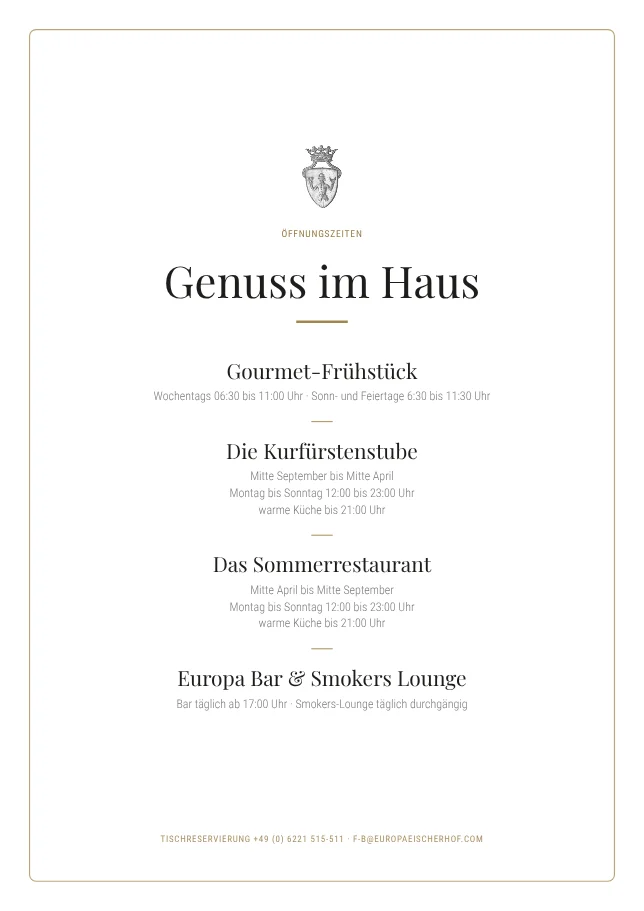 ÖFFNUNGSZEITEN
Genuss im Haus
Gourmet-Frühstück
Wochentags 06:30 bis 11:00 Uhr · Sonn- und Feiertage 6:30 bis 11:30 Uhr
Die Kurfürstenstube
Mitte September bis Mitte April
Montag bis Sonntag 12:00 bis 23:00 Uhr
warme Küche bis 21:00 Uhr
Das Sommerrestaurant
Mitte April bis Mitte September
Montag bis Sonntag 12:00 bis 23:00 Uhr
warme Küche bis 21:00 Uhr
Europa Bar & Smokers Lounge
Bar täglich ab 17:00 Uhr · Smokers-Lounge täglich durchgängig
TISCHRESERVIERUNG +49 (0) 6221 515-511 · F-B@EUROPAEISCHERHOF.COM